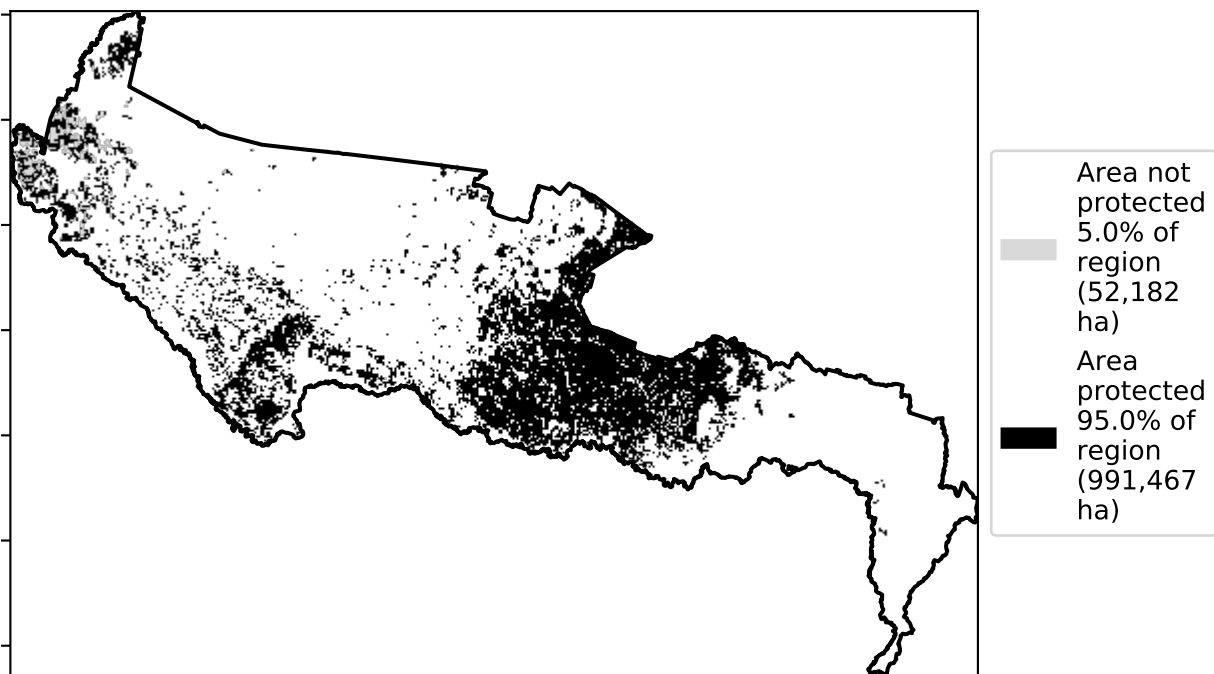 Area not
protected
5.0% of
region
(52,182
ha)
Area
protected
95.0% of
region
(991,467
ha)